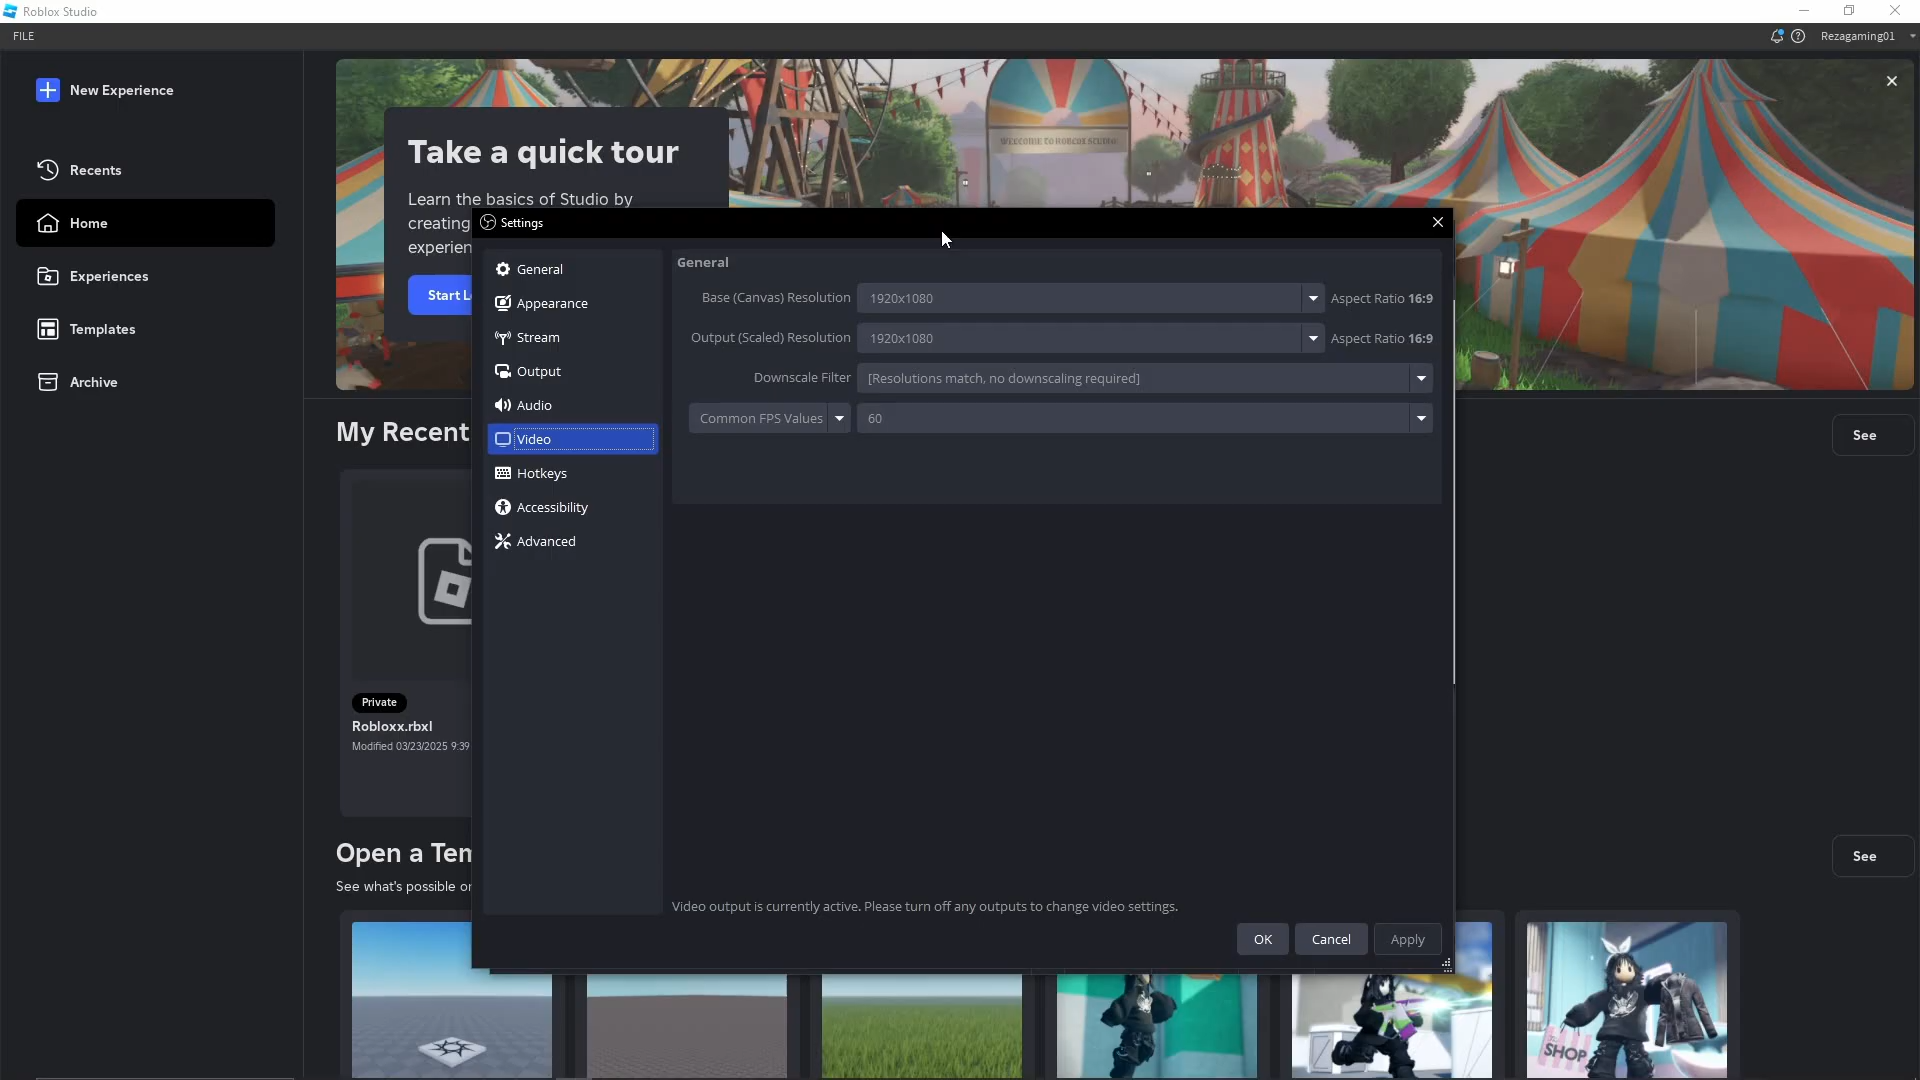 Roblox Studio
FILE
Rezagaming01
New Experience
Recents
Home
Experiences
Templates
Archive
WELCOME TO ROBLOX STUDIO
Take a quick tour
Learn the basics of Studio by
creating
experien
Start L
Settings
General
Appearance
Stream
Output
Audio
Video
Hotkeys
Accessibility
Advanced
General
Base (Canvas) Resolution 1920x1080 Aspect Ratio 16:9
Output (Scaled) Resolution 1920x1080 Aspect Ratio 16:9
Downscale Filter [Resolutions match, no downscaling required]
Common FPS Values 60
Video output is currently active. Please turn off any outputs to change video settings.
OK Cancel Apply
My Recent
See
Private
Robloxx.rbxl
Modified 03/23/2025 9:39
Open a Tem
See what's possible or
See
SHOP